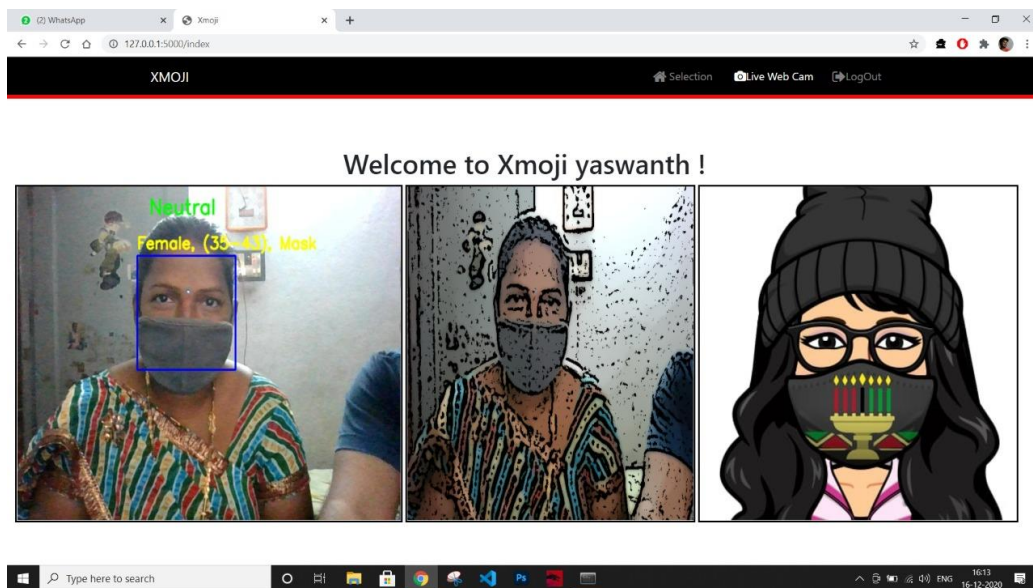 (2) WhatsApp
Xmoji
127.0.0.1:5000/index
XMOJI
Selection
Live Web Cam
LogOut
Welcome to Xmoji yaswanth !
Neutral
Female, (35-43), Mask
Type here to search
Ps
ENG
16:13
16-12-2020